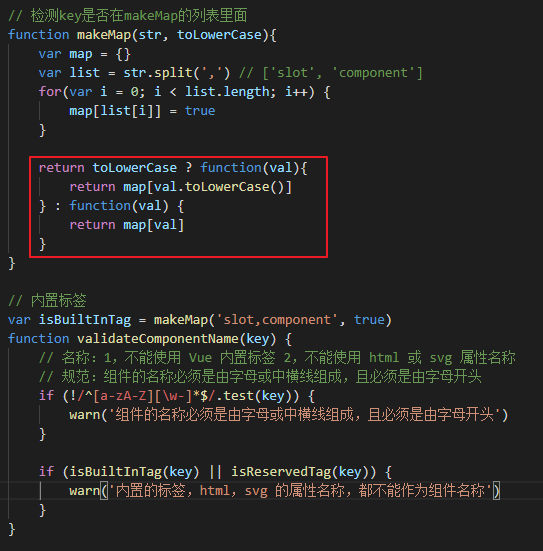 // 检测key是否在makeMap的列表里面
function makeMap(str, toLowerCase){
var map = {}
var list = str.split(',') // ['slot', 'component']
for(var i = 0; i < list.length; i++) {
map[list[i]] = true
}
return toLowerCase ? function(val){
return map[val.toLowerCase()]
} : function(val) {
return map[val]
}
}
// 内置标签
var isBuiltInTag = makeMap('slot,component', true)
function validateComponentName(key) {
// 名称：1，不能使用 Vue 内置标签 2，不能使用 html 或 svg 属性名称
// 规范：组件的名称必须是由字母或中横线组成，且必须是由字母开头
if (!/^[a-zA-Z][\w-]*$/.test(key)) {
warn('组件的名称必须是由字母或中横线组成，且必须是由字母开头')
}
if (isBuiltInTag(key) || isReservedTag(key)) {
warn('内置的标签，html，svg 的属性名称，都不能作为组件名称')
}
}